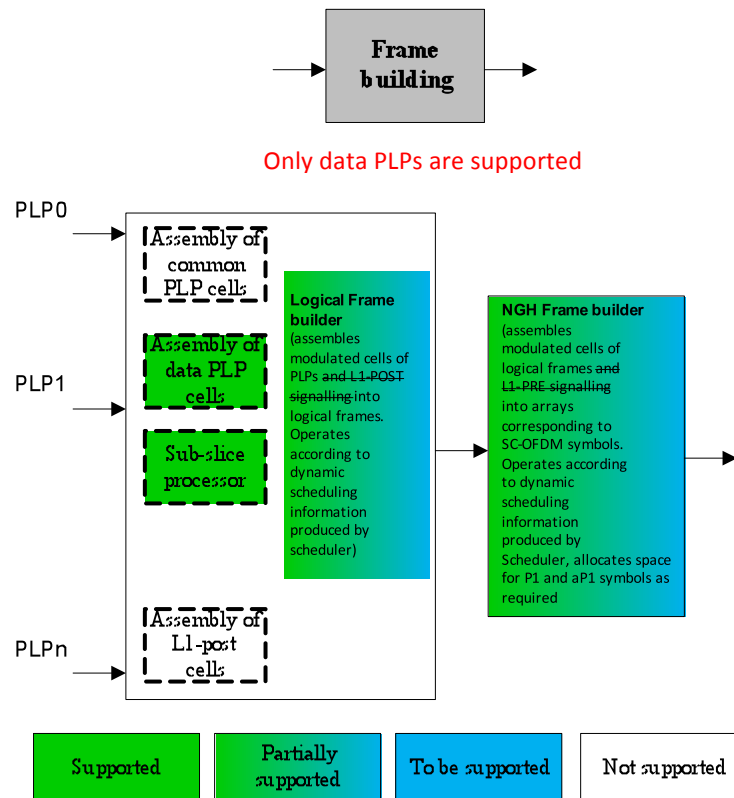 Frame
building
Only data PLPs are supported
PLP0
Assembly of
common
PLP cells
Assembly of
data PLP
cells
PLP1
Sub-slice
processor
Assembly of
L1-post
cells
PLPn
Logical Frame
builder
(assembles
modulated cells of
PLPs and L1-POST
signalling into
logical frames.
Operates
according to
dynamic
scheduling
information
produced by
scheduler)
NGH Frame builder
(assembles
modulated cells of
logical frames and
L1-PRE signalling
into arrays
corresponding to
SC-OFDM symbols.
Operates according
to dynamic
scheduling
information
produced by
Scheduler, allocates space
for P1 and aP1 symbols as
required
Supported
Partially
supported
To be supported
Not supported